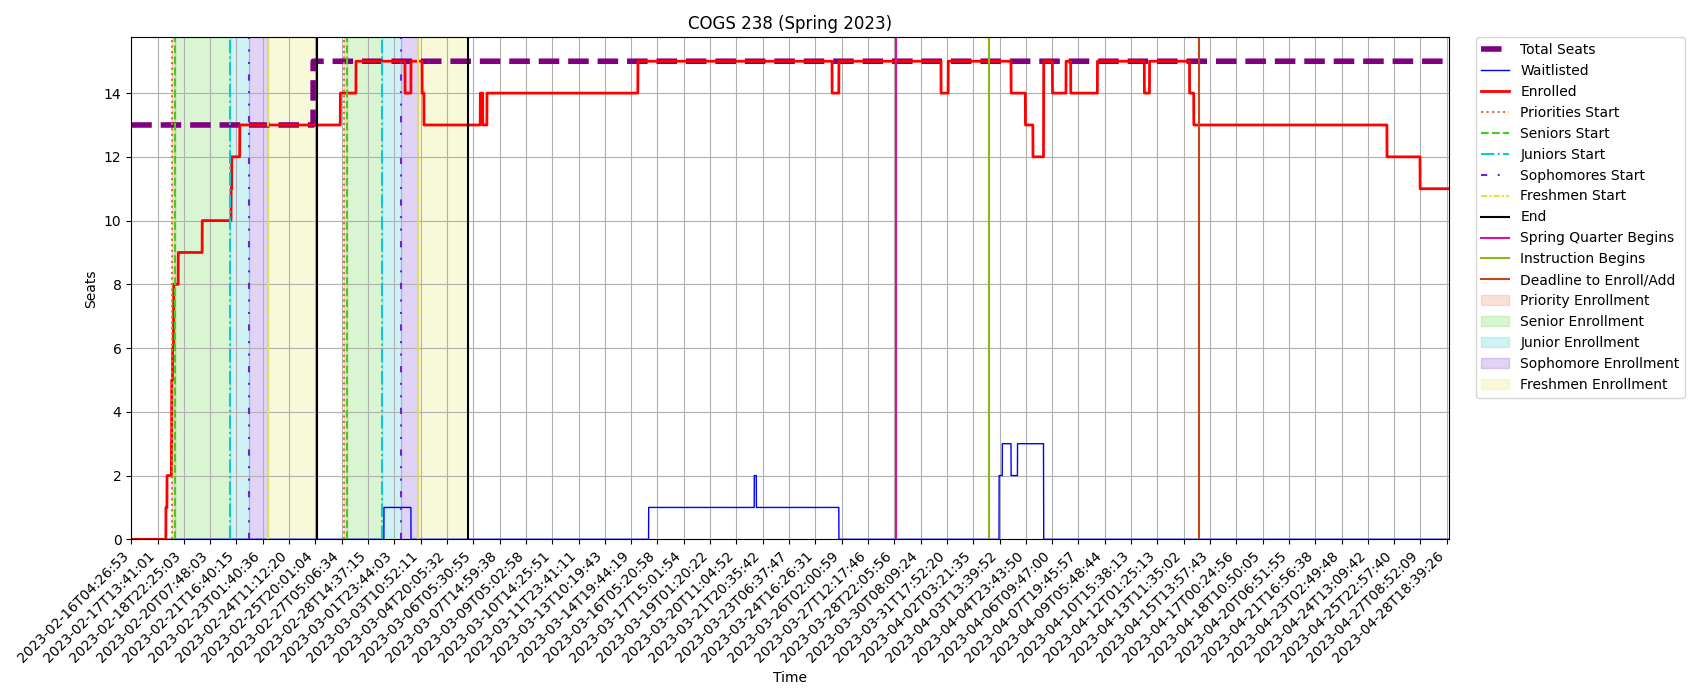 COGS 238 (Spring 2023)
Seats
14
12
10
8
6
4
2
0
2023-02-16T04:26:53
2023-02-17T13:41:01
2023-02-18T22:25:03
2023-02-20T07:48:03
2023-02-21T16:40:15
2023-02-23T01:40:36
2023-02-24T11:12:20
2023-02-25T20:01:04
2023-02-27T05:06:34
2023-02-28T14:37:15
2023-03-01T23:44:03
2023-03-03T10:52:11
2023-03-04T20:05:32
2023-03-06T05:30:55
2023-03-07T14:59:38
2023-03-09T05:02:58
2023-03-10T14:25:51
2023-03-11T23:41:11
2023-03-13T10:19:43
2023-03-14T19:44:19
2023-03-16T05:20:58
2023-03-17T15:01:54
2023-03-19T01:20:22
2023-03-20T11:04:52
2023-03-21T20:35:42
2023-03-23T06:37:47
2023-03-24T16:26:31
2023-03-26T02:00:59
2023-03-27T12:17:46
2023-03-28T22:05:56
2023-03-30T08:09:24
2023-03-31T17:52:20
2023-04-02T03:21:35
2023-04-03T13:39:52
2023-04-04T23:43:50
2023-04-06T09:47:00
2023-04-07T19:45:57
2023-04-09T05:48:44
2023-04-10T15:38:13
2023-04-12T01:25:13
2023-04-13T11:35:02
2023-04-15T13:57:43
2023-04-17T00:24:56
2023-04-18T10:50:05
2023-04-20T06:51:55
2023-04-21T16:56:38
2023-04-23T02:49:48
2023-04-24T13:09:42
2023-04-25T22:57:40
2023-04-27T08:52:09
2023-04-28T18:39:26
Time
Total Seats
Waitlisted
Enrolled
Priorities Start
Seniors Start
Juniors Start
Sophomores Start
Freshmen Start
End
Spring Quarter Begins
Instruction Begins
Deadline to Enroll/Add
Priority Enrollment
Senior Enrollment
Junior Enrollment
Sophomore Enrollment
Freshmen Enrollment